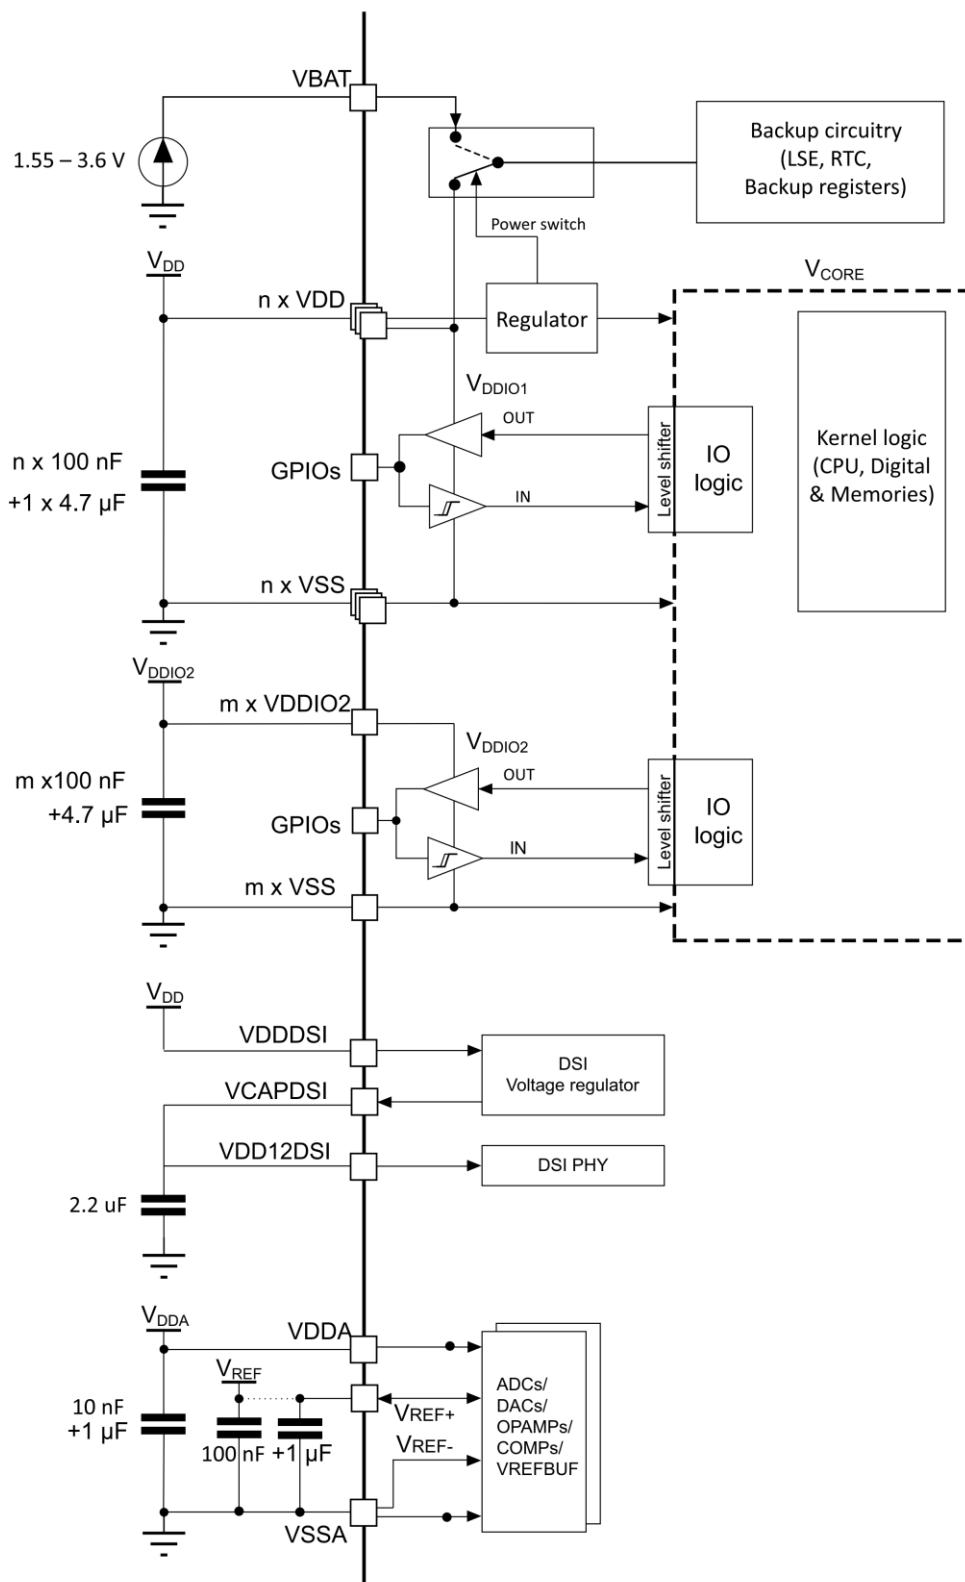 VBAT
1.55 – 3.6 V
Backup circuitry
(LSE, RTC,
Backup registers)
Power switch
VDD
n x VDD
Regulator
VCORE
VDDIO1
OUT
GPIOs
IN
Level shifter
IO
logic
Kernel logic
(CPU, Digital
& Memories)
n x 100 nF
+1 x 4.7 µF
n x VSS
VDDIO2
m x VDDIO2
VDDIO2
OUT
m x100 nF
+4.7 µF
GPIOs
IN
Level shifter
IO
logic
m x VSS
VDD
VDDDSI
DSI
Voltage regulator
VCAPDSI
VDD12DSI
DSI PHY
2.2 uF
VDDA
VDDA
VREF
10 nF
+1 µF
100 nF
+1 µF
VREF+
VREF-
ADCs/
DACs/
OPAMPs/
COMPs/
VREFBUF
VSSA